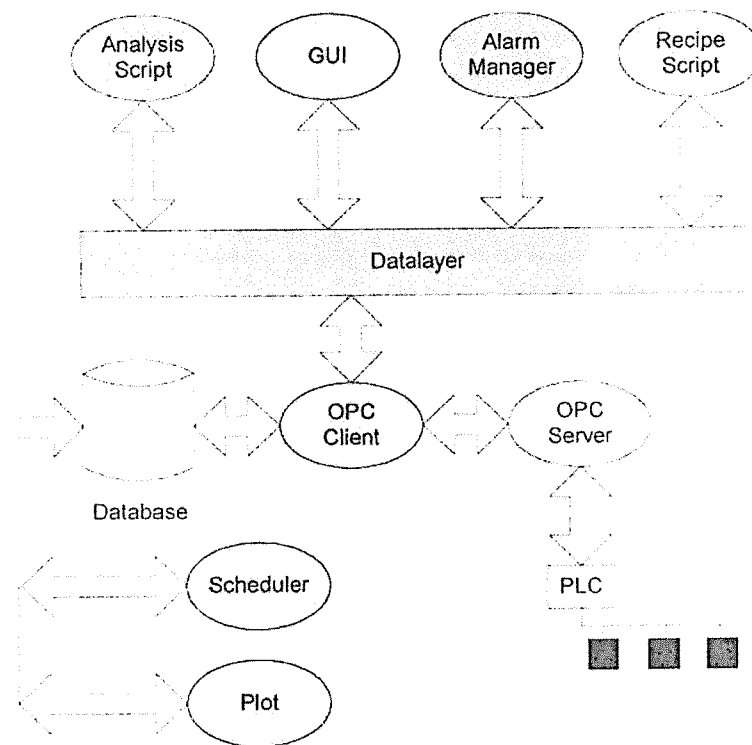 Analysis
Script
GUI
Alarm
Manager
Recipe
Script
Datalayer
OPC
Client
OPC
Server
Database
Scheduler
PLC
Plot